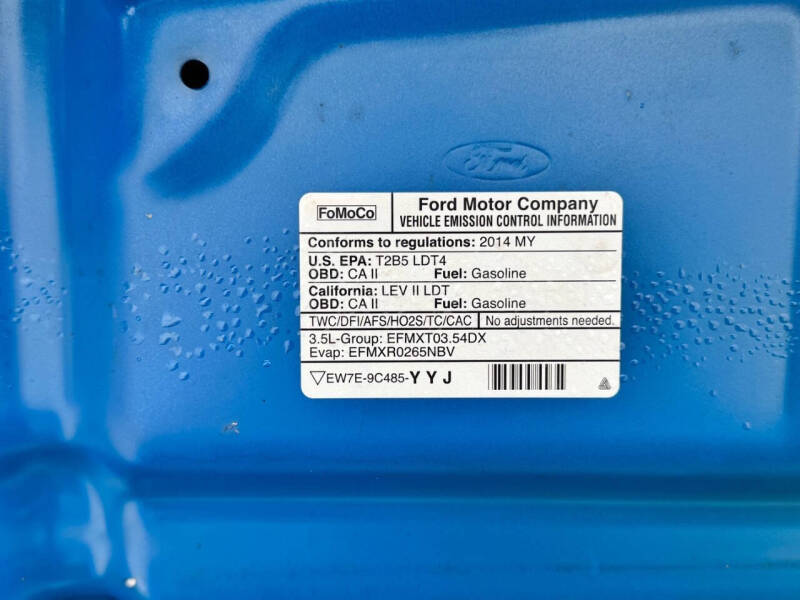 Ford
FoMoCo
Ford Motor Company
VEHICLE EMISSION CONTROL INFORMATION
Conforms to regulations: 2014 MY
U.S. EPA: T2B5 LDT4
OBD: CA II Fuel: Gasoline
California: LEV II LDT
OBD: CA II Fuel: Gasoline
TWC/DFI/AFS/HO2S/TC/CAC No adjustments needed.
3.5L-Group: EFMXT03.54DX
Evap: EFMXR0265NBV
▽EW7E-9C485-YYJ